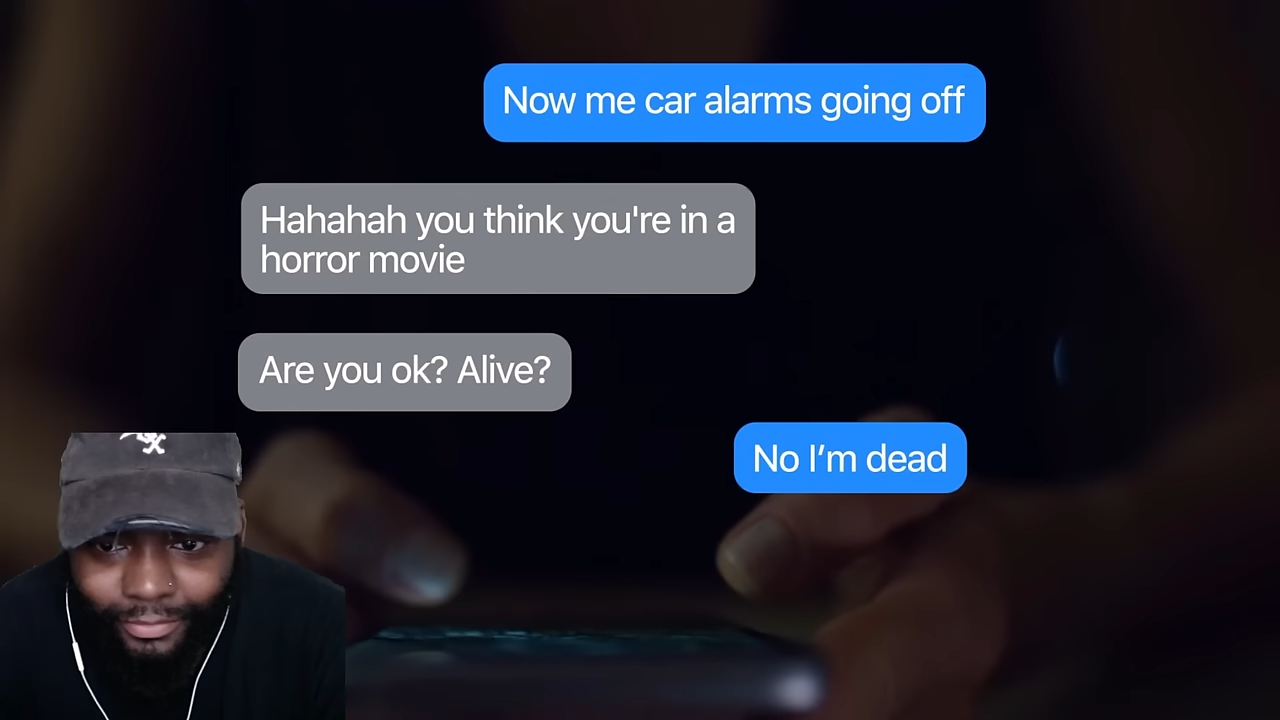 Now me car alarms going off
Hahahah you think you're in a
horror movie
Are you ok? Alive?
No I’m dead